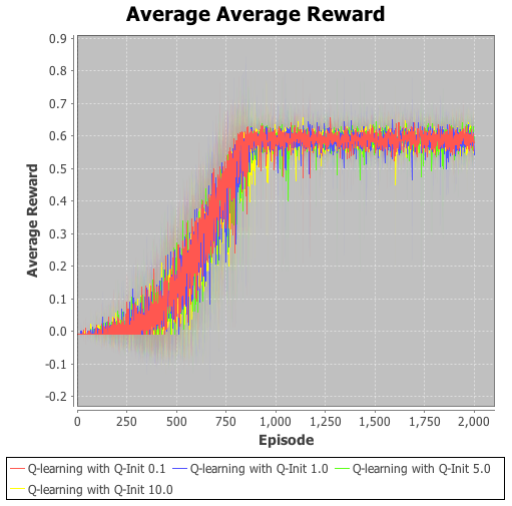 Average Average Reward
0.9
0.8
0.7
0.6
0.5
0.4
0.3
0.2
0.1
0.0
-0.1
-0.2
Average Reward
0 250 500 750 1,000 1,250 1,500 1,750 2,000
Episode
Q-learning with Q-Init 0.1 Q-learning with Q-Init 1.0 Q-learning with Q-Init 5.0
Q-learning with Q-Init 10.0